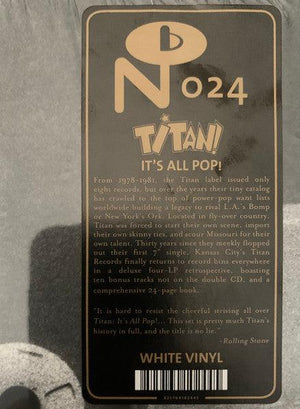 N 024
TiTAN!
IT'S ALL POP!
From 1978-1981, the Titan label issued only
eight records, but over the years their tiny catalog
has crawled to the top of power-pop want lists
worldwide building a legacy to rival L.A.'s Bomp
or New York's Ork. Located in fly-over country,
Titan was forced to start their own scene, import
their own skinny ties, and scour Missouri for their
own talent. Thirty years since they meekly flopped
out their first 7" single, Kansas City's Titan
Records finally returns to record bins everywhere
in a deluxe four-LP retrospective, boasting
ten bonus tracks not on the double CD, and a
comprehensive 24-page book.
"It is hard to resist the cheerful striving all over
Titan: It's All Pop!... This set is pretty much Titan's
history in full, and the title is no lie."
-Rolling Stone
WHITE VINYL